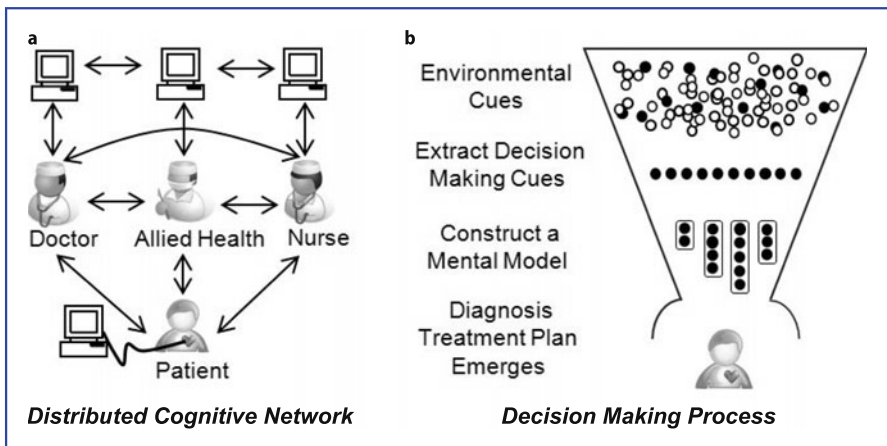 a
Doctor
Allied Health
Nurse
Patient
Distributed Cognitive Network
b
Environmental
Cues
Extract Decision
Making Cues
Construct a
Mental Model
Diagnosis
Treatment Plan
Emerges
Decision Making Process